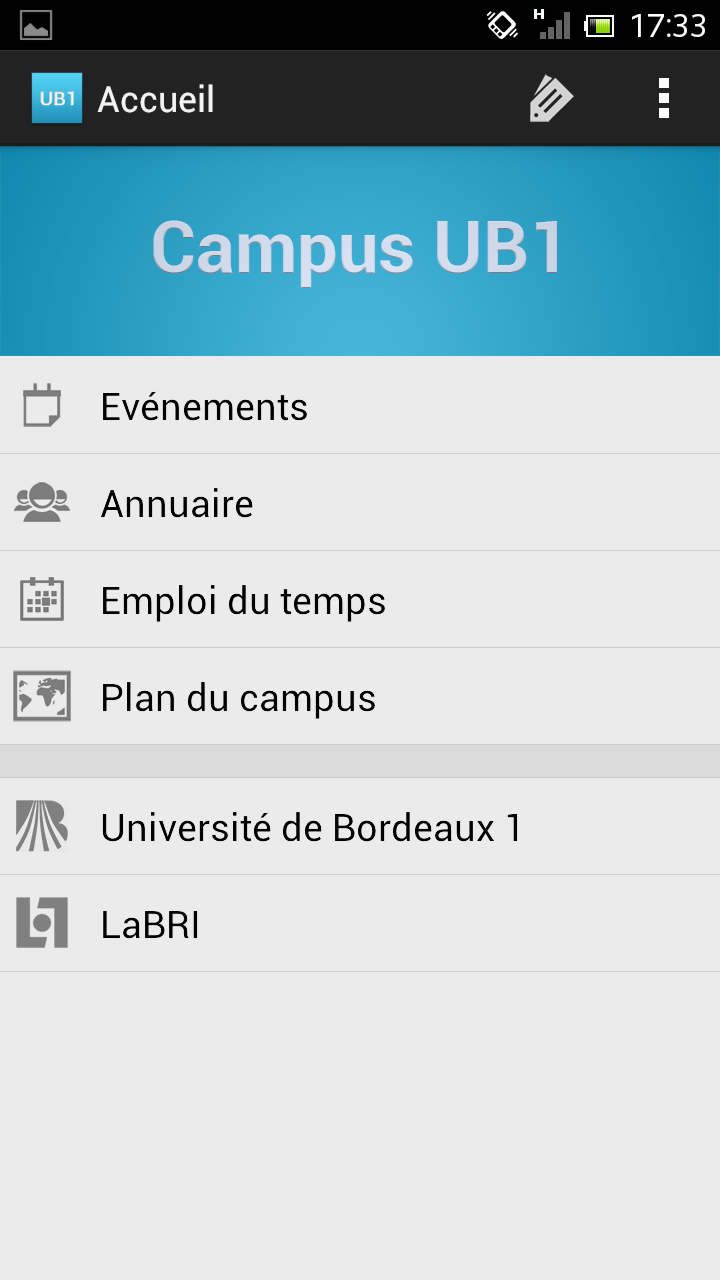 H
17:33
UB1 Accueil
Campus UB1
Evénements
Annuaire
Emploi du temps
Plan du campus
Université de Bordeaux 1
LaBRI